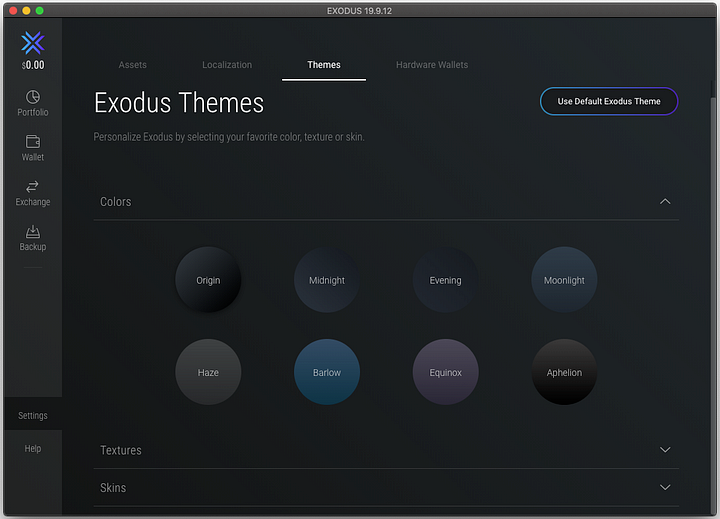 EXODUS 19.9.12
$0.00
Portfolio
Wallet
Exchange
Backup
Settings
Help
Assets Localization Themes Hardware Wallets
Exodus Themes
Use Default Exodus Theme
Personalize Exodus by selecting your favorite color, texture or skin.
Colors
Origin Midnight Evening Moonlight
Haze Barlow Equinox Aphelion
Textures
Skins